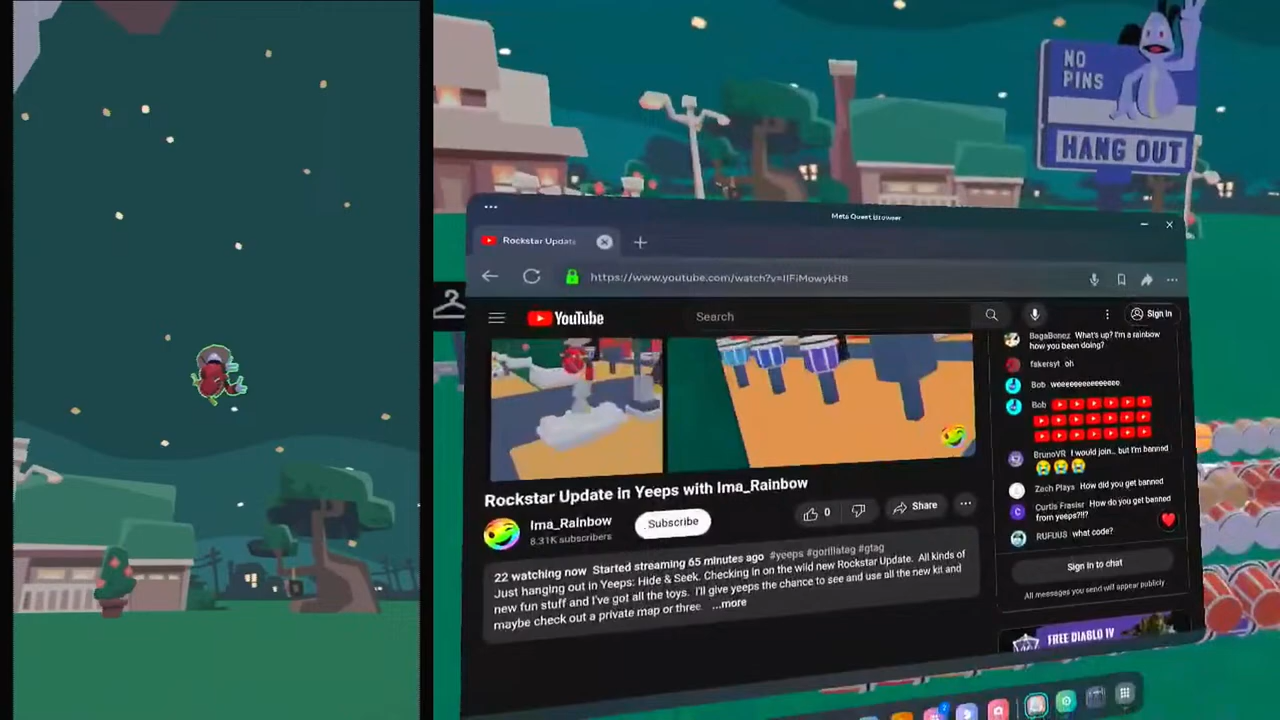 NO
PINS
HANG OUT
Meta Quest Browser
Rockstar Update
https://www.youtube.com/watch?v=IIFiMowykH8
YouTube
Search
Sign in
BagaBonez What's up? I'm a rainbow
how you been doing?
fakersyt oh
Bob weeeeeeeeeeeeeee
Bob
BrunoVR I would join... but I'm banned
Zech Plays How did you get banned
Curtis Frasier How do you get banned
from yeeps?!!?
RUFUU3 what code?
Sign in to chat
All messages you send will appear publicly
FREE DIABLO IV
Rockstar Update in Yeeps with Ima_Rainbow
Ima_Rainbow
8.31K subscribers
Subscribe
0
Share
22 watching now Started streaming 65 minutes ago #yeeps #gorillatag #gtag
Just hanging out in Yeeps: Hide & Seek. Checking in on the wild new Rockstar Update. All kinds of
new fun stuff and I've got all the toys. I'll give yeeps the chance to see and use all the new kit and
maybe check out a private map or three. ...more